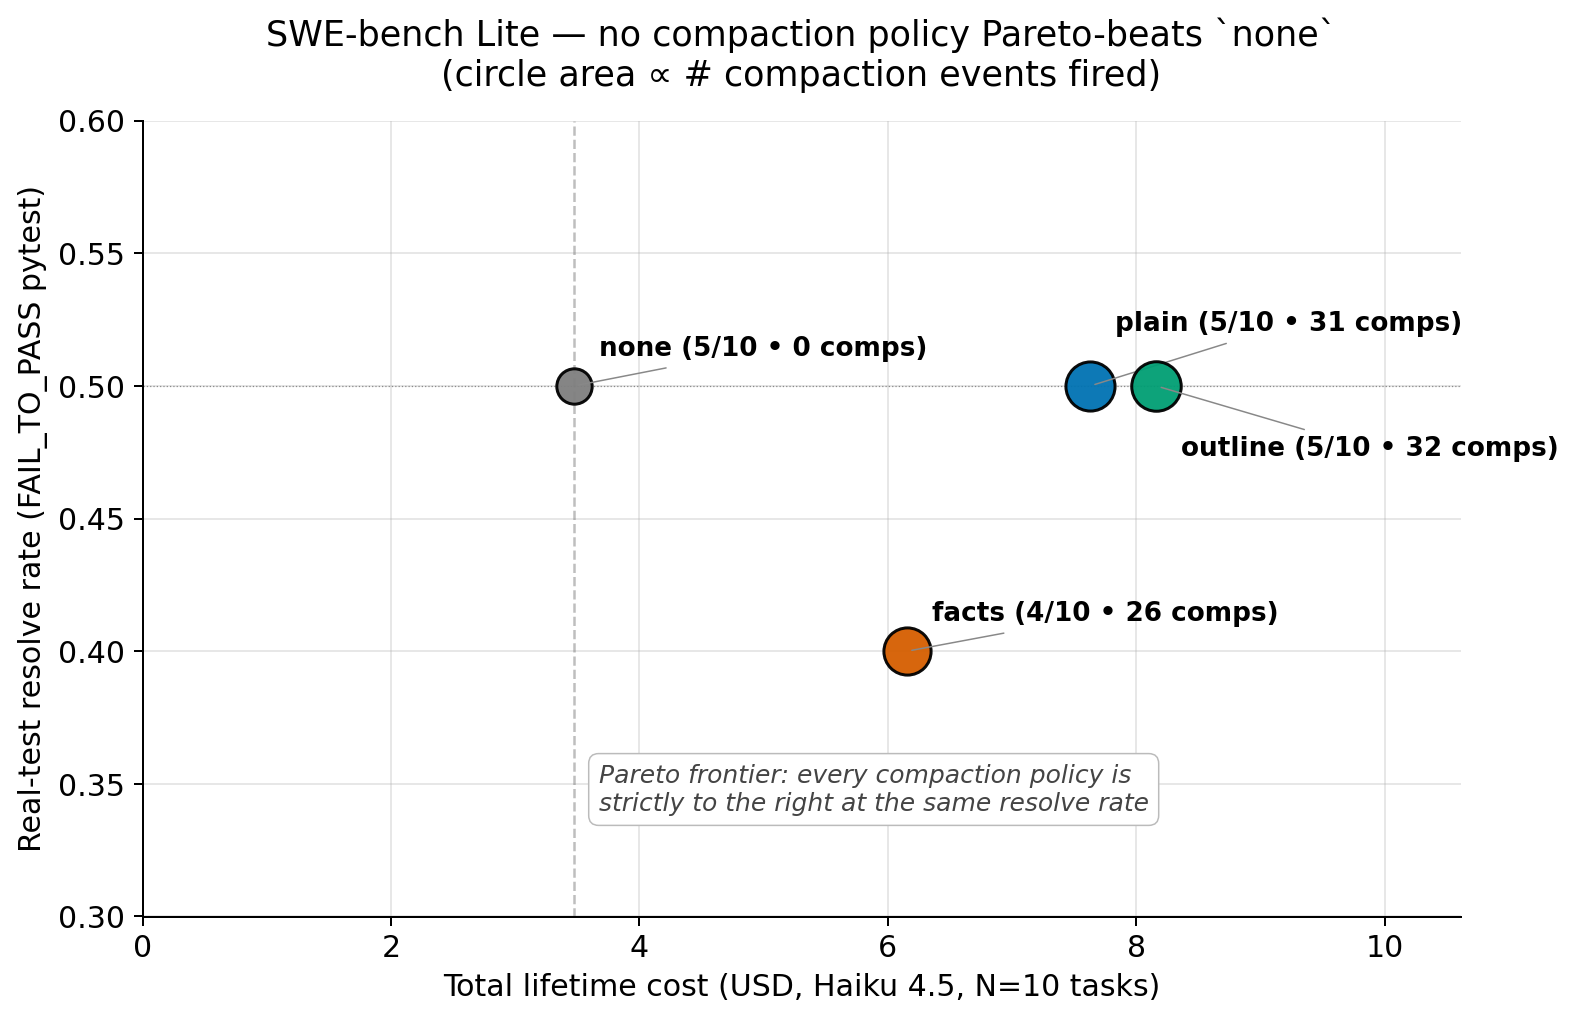 SWE-bench Lite — no compaction policy Pareto-beats `none`
(circle area ∝ # compaction events fired)
Real-test resolve rate (FAIL_TO_PASS pytest)
0.60
0.55
0.50
0.45
0.40
0.35
0.30
plain (5/10 • 31 comps)
none (5/10 • 0 comps)
outline (5/10 • 32 comps)
facts (4/10 • 26 comps)
Pareto frontier: every compaction policy is
strictly to the right at the same resolve rate
0
2
4
6
8
10
Total lifetime cost (USD, Haiku 4.5, N=10 tasks)